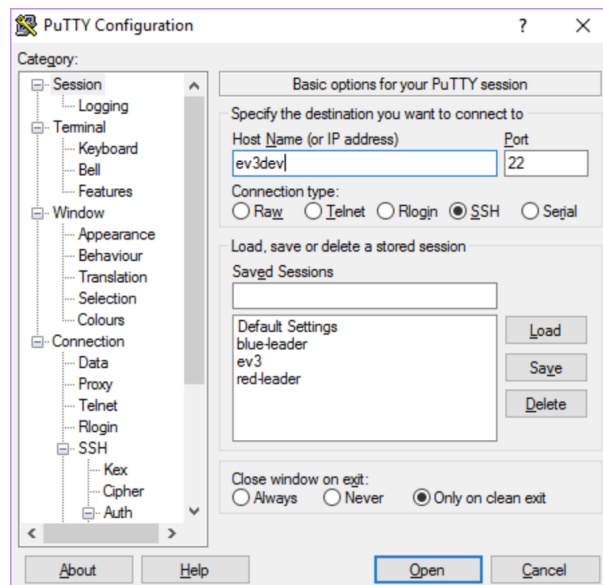 PuTTY Configuration ? ×
Category:
Session
Logging
Terminal
Keyboard
Bell
Features
Window
Appearance
Behaviour
Translation
Selection
Colours
Connection
Data
Proxy
Telnet
Rlogin
SSH
Kex
Cipher
Auth
Basic options for your PuTTY session
Specify the destination you want to connect to
Host Name (or IP address) Port
ev3dev 22
Connection type:
Raw Telnet Rlogin SSH Serial
Load, save or delete a stored session
Saved Sessions
Default Settings
blue-leader
ev3
red-leader
Load
Save
Delete
Close window on exit:
Always Never Only on clean exit
About Help Open Cancel